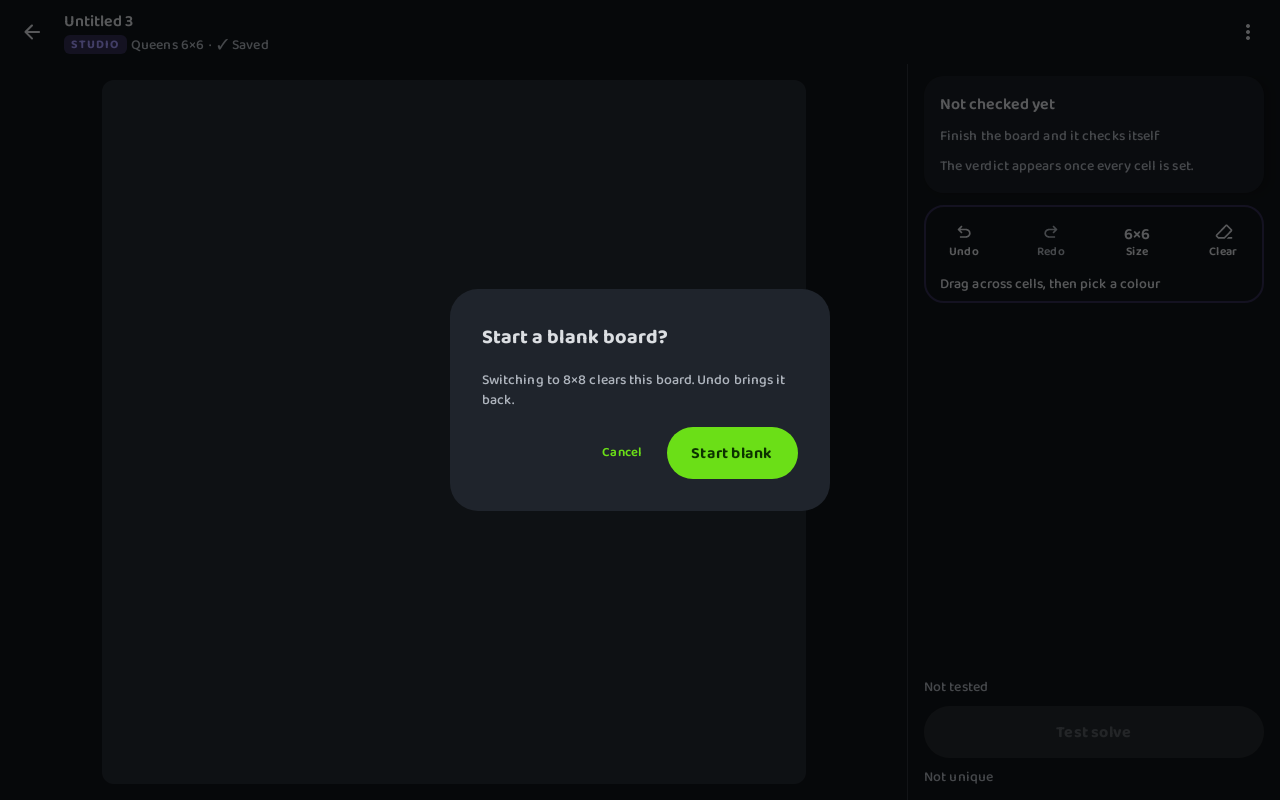 Untitled 3
STUDIO Queens 6×6 · ✓ Saved
Not checked yet
Finish the board and it checks itself
The verdict appears once every cell is set.
Undo
Redo
6×6
Size
Clear
Drag across cells, then pick a colour
Start a blank board?
Switching to 8×8 clears this board. Undo brings it
back.
Cancel
Start blank
Not tested
Test solve
Not unique